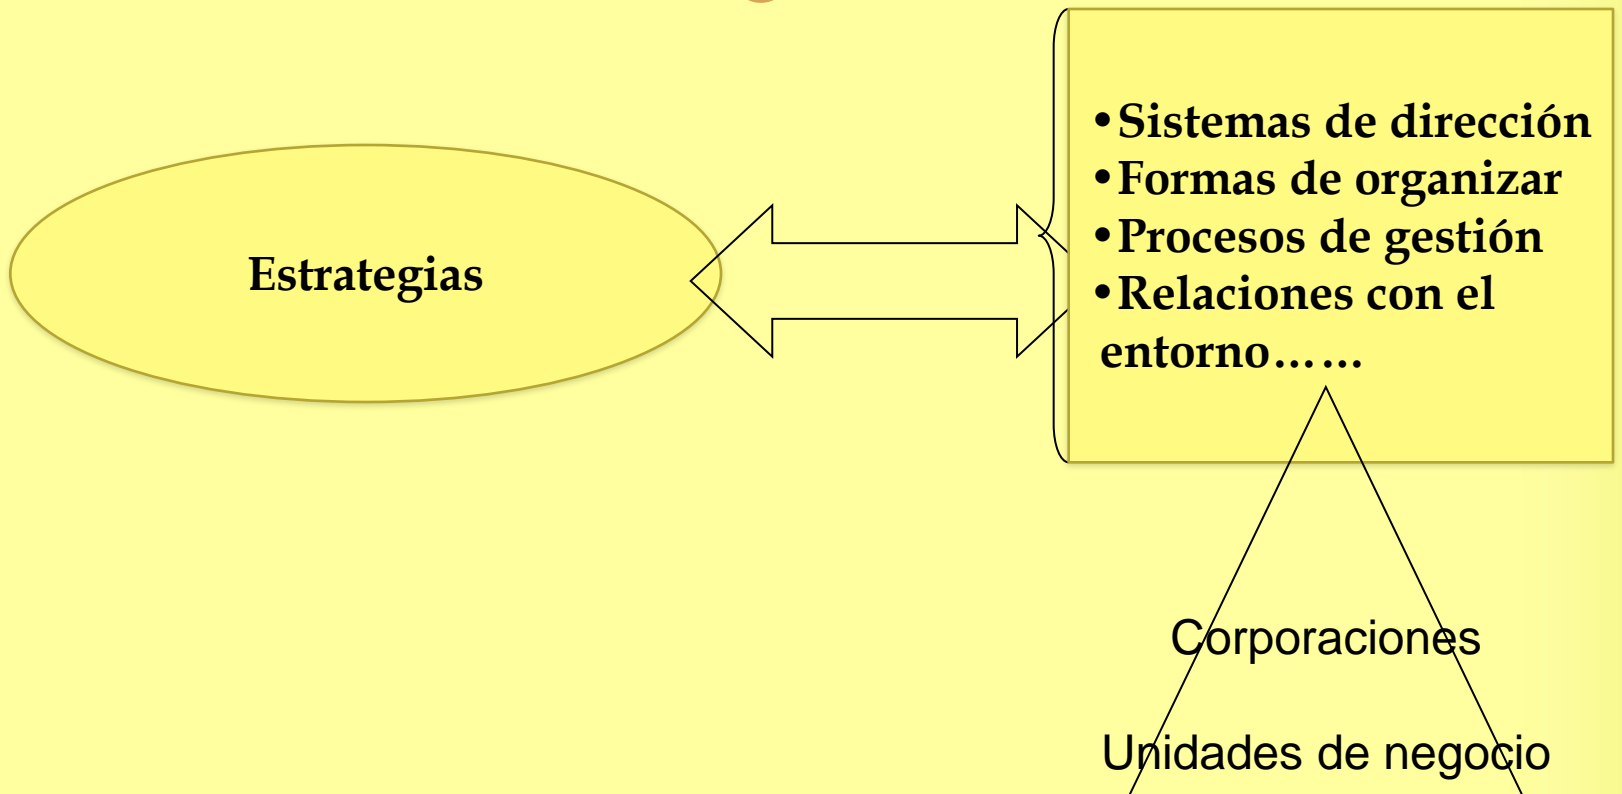 Estrategias
•Sistemas de dirección
•Formas de organizar
•Procesos de gestión
•Relaciones con el
entorno……
Corporaciones
Unidades de negocio